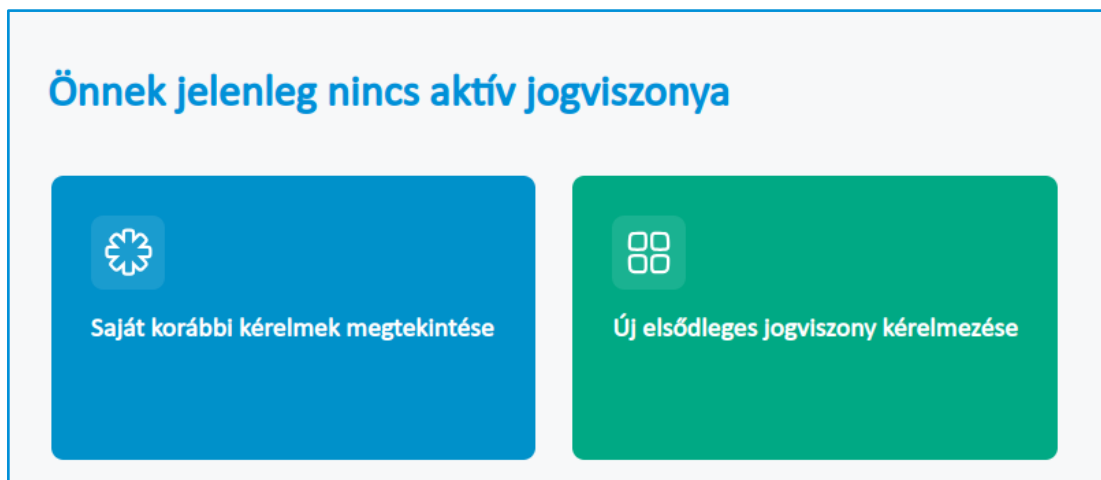 Önnek jelenleg nincs aktív jogviszonya
Saját korábbi kérelmek megtekintése
Új elsődleges jogviszony kérelmezése